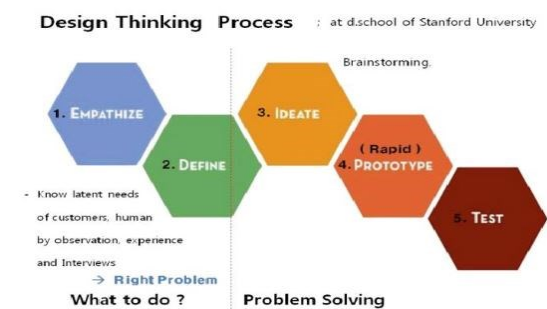 Design Thinking Process ; at d.school of Stanford University
Brainstorming.
1. EMPATHIZE
2. DEFINE
3. IDEATE
( Rapid )
4. PROTOTYPE
5. TEST
- Know latent needs
of customers, human
by observation, experience
and Interviews
→ Right Problem
What to do ?
Problem Solving